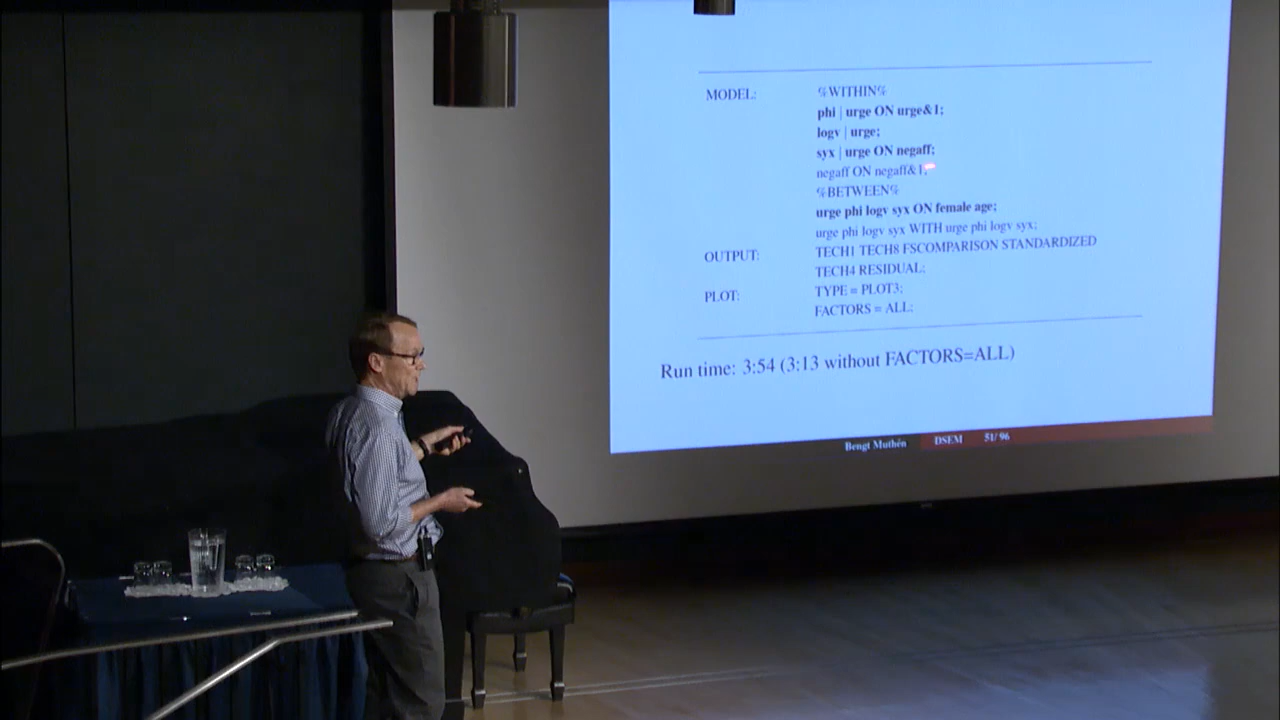 MODEL: %WITHIN%
phi | urge ON urge&1;
logv | urge;
syx | urge ON negaff;
negaff ON negaff&1;
%BETWEEN%
urge phi logv syx ON female age;
urge phi logv syx WITH urge phi logv syx;
OUTPUT: TECH1 TECH8 FSCOMPARISON STANDARDIZED
TECH4 RESIDUAL;
PLOT: TYPE = PLOT3;
FACTORS = ALL;
Run time: 3:54 (3:13 without FACTORS=ALL)
Bengt Muthén DSEM 51/ 96